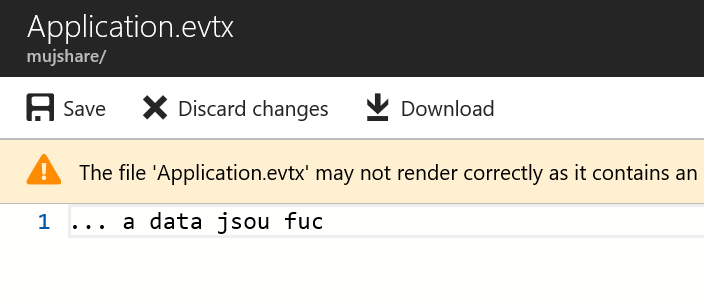 Application.evtx
mujshare/
Save Discard changes Download
The file 'Application.evtx' may not render correctly as it contains an
1 ... a data jsou fuc